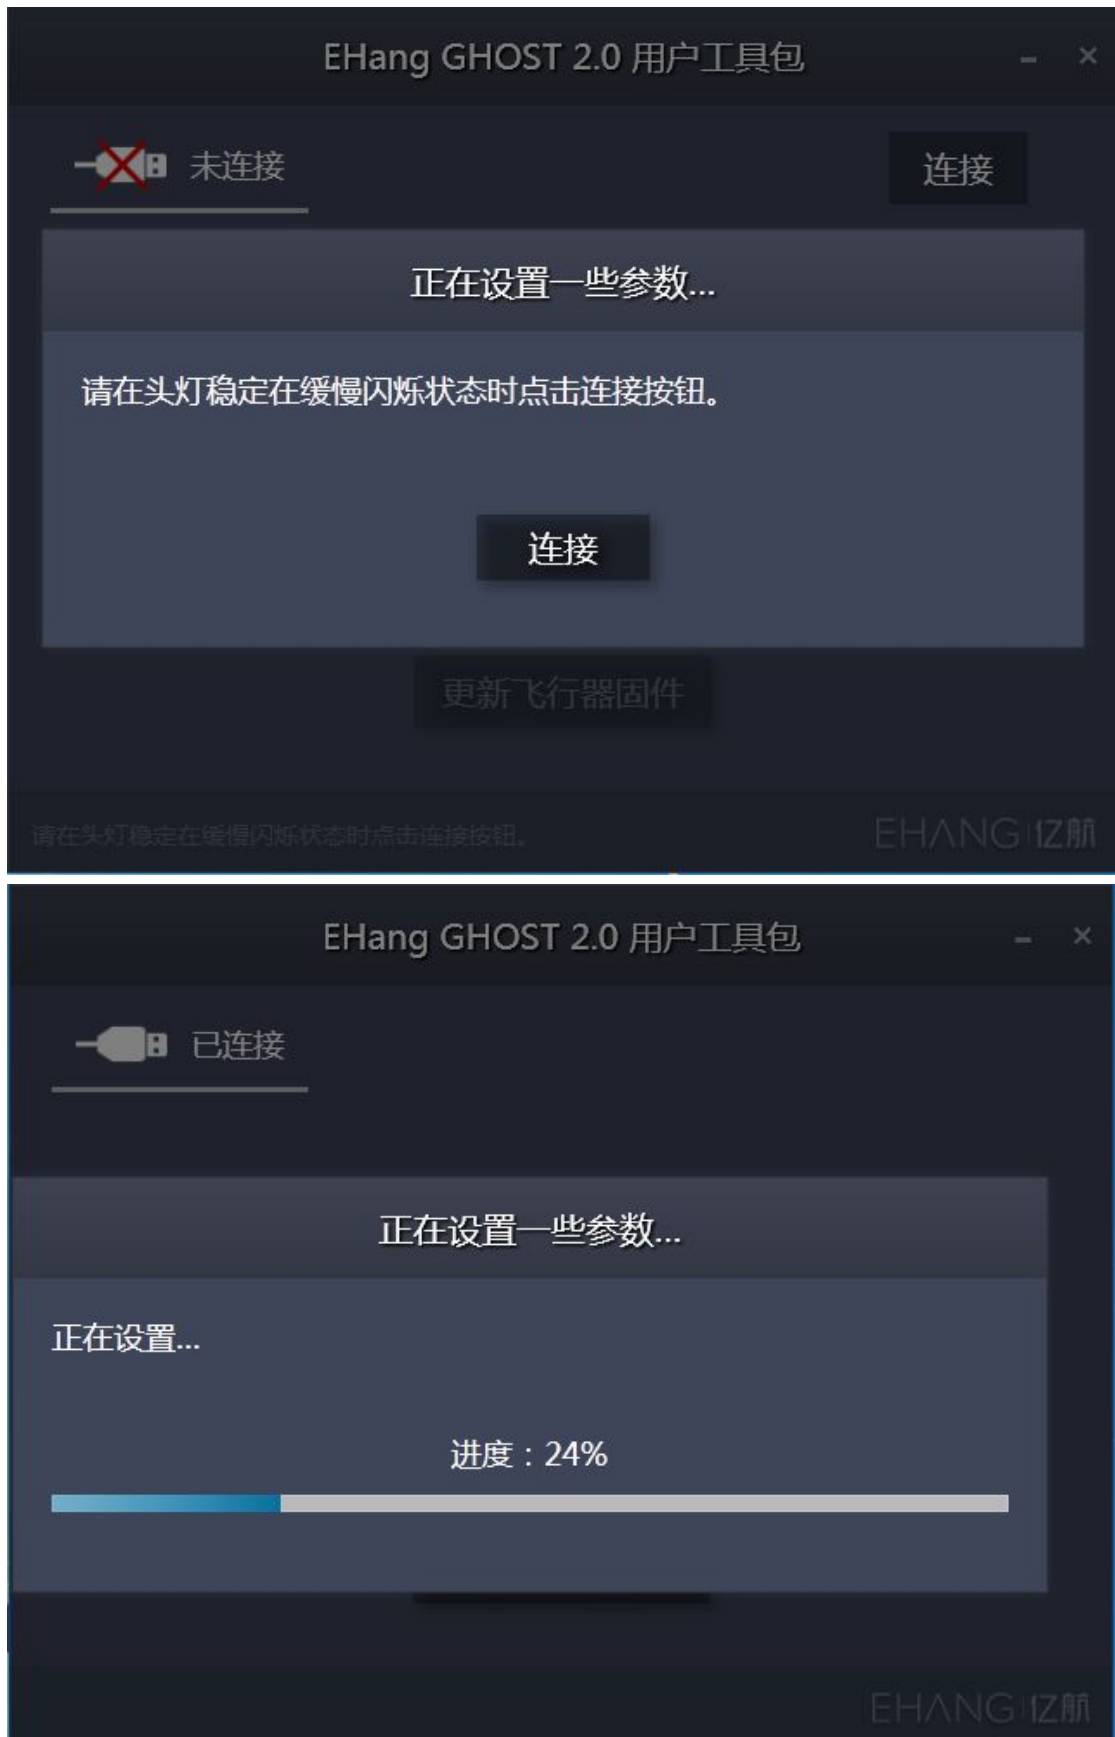 EHang GHOST 2.0 用户工具包
未连接
连接
正在设置一些参数...
请在头灯稳定在缓慢闪烁状态时点击连接按钮。
连接
更新飞行器固件
请在头灯稳定在缓慢闪烁状态时点击连接按钮。
EHANG 亿航
EHang GHOST 2.0 用户工具包
已连接
正在设置一些参数...
正在设置...
进度：24%
EHANG 亿航